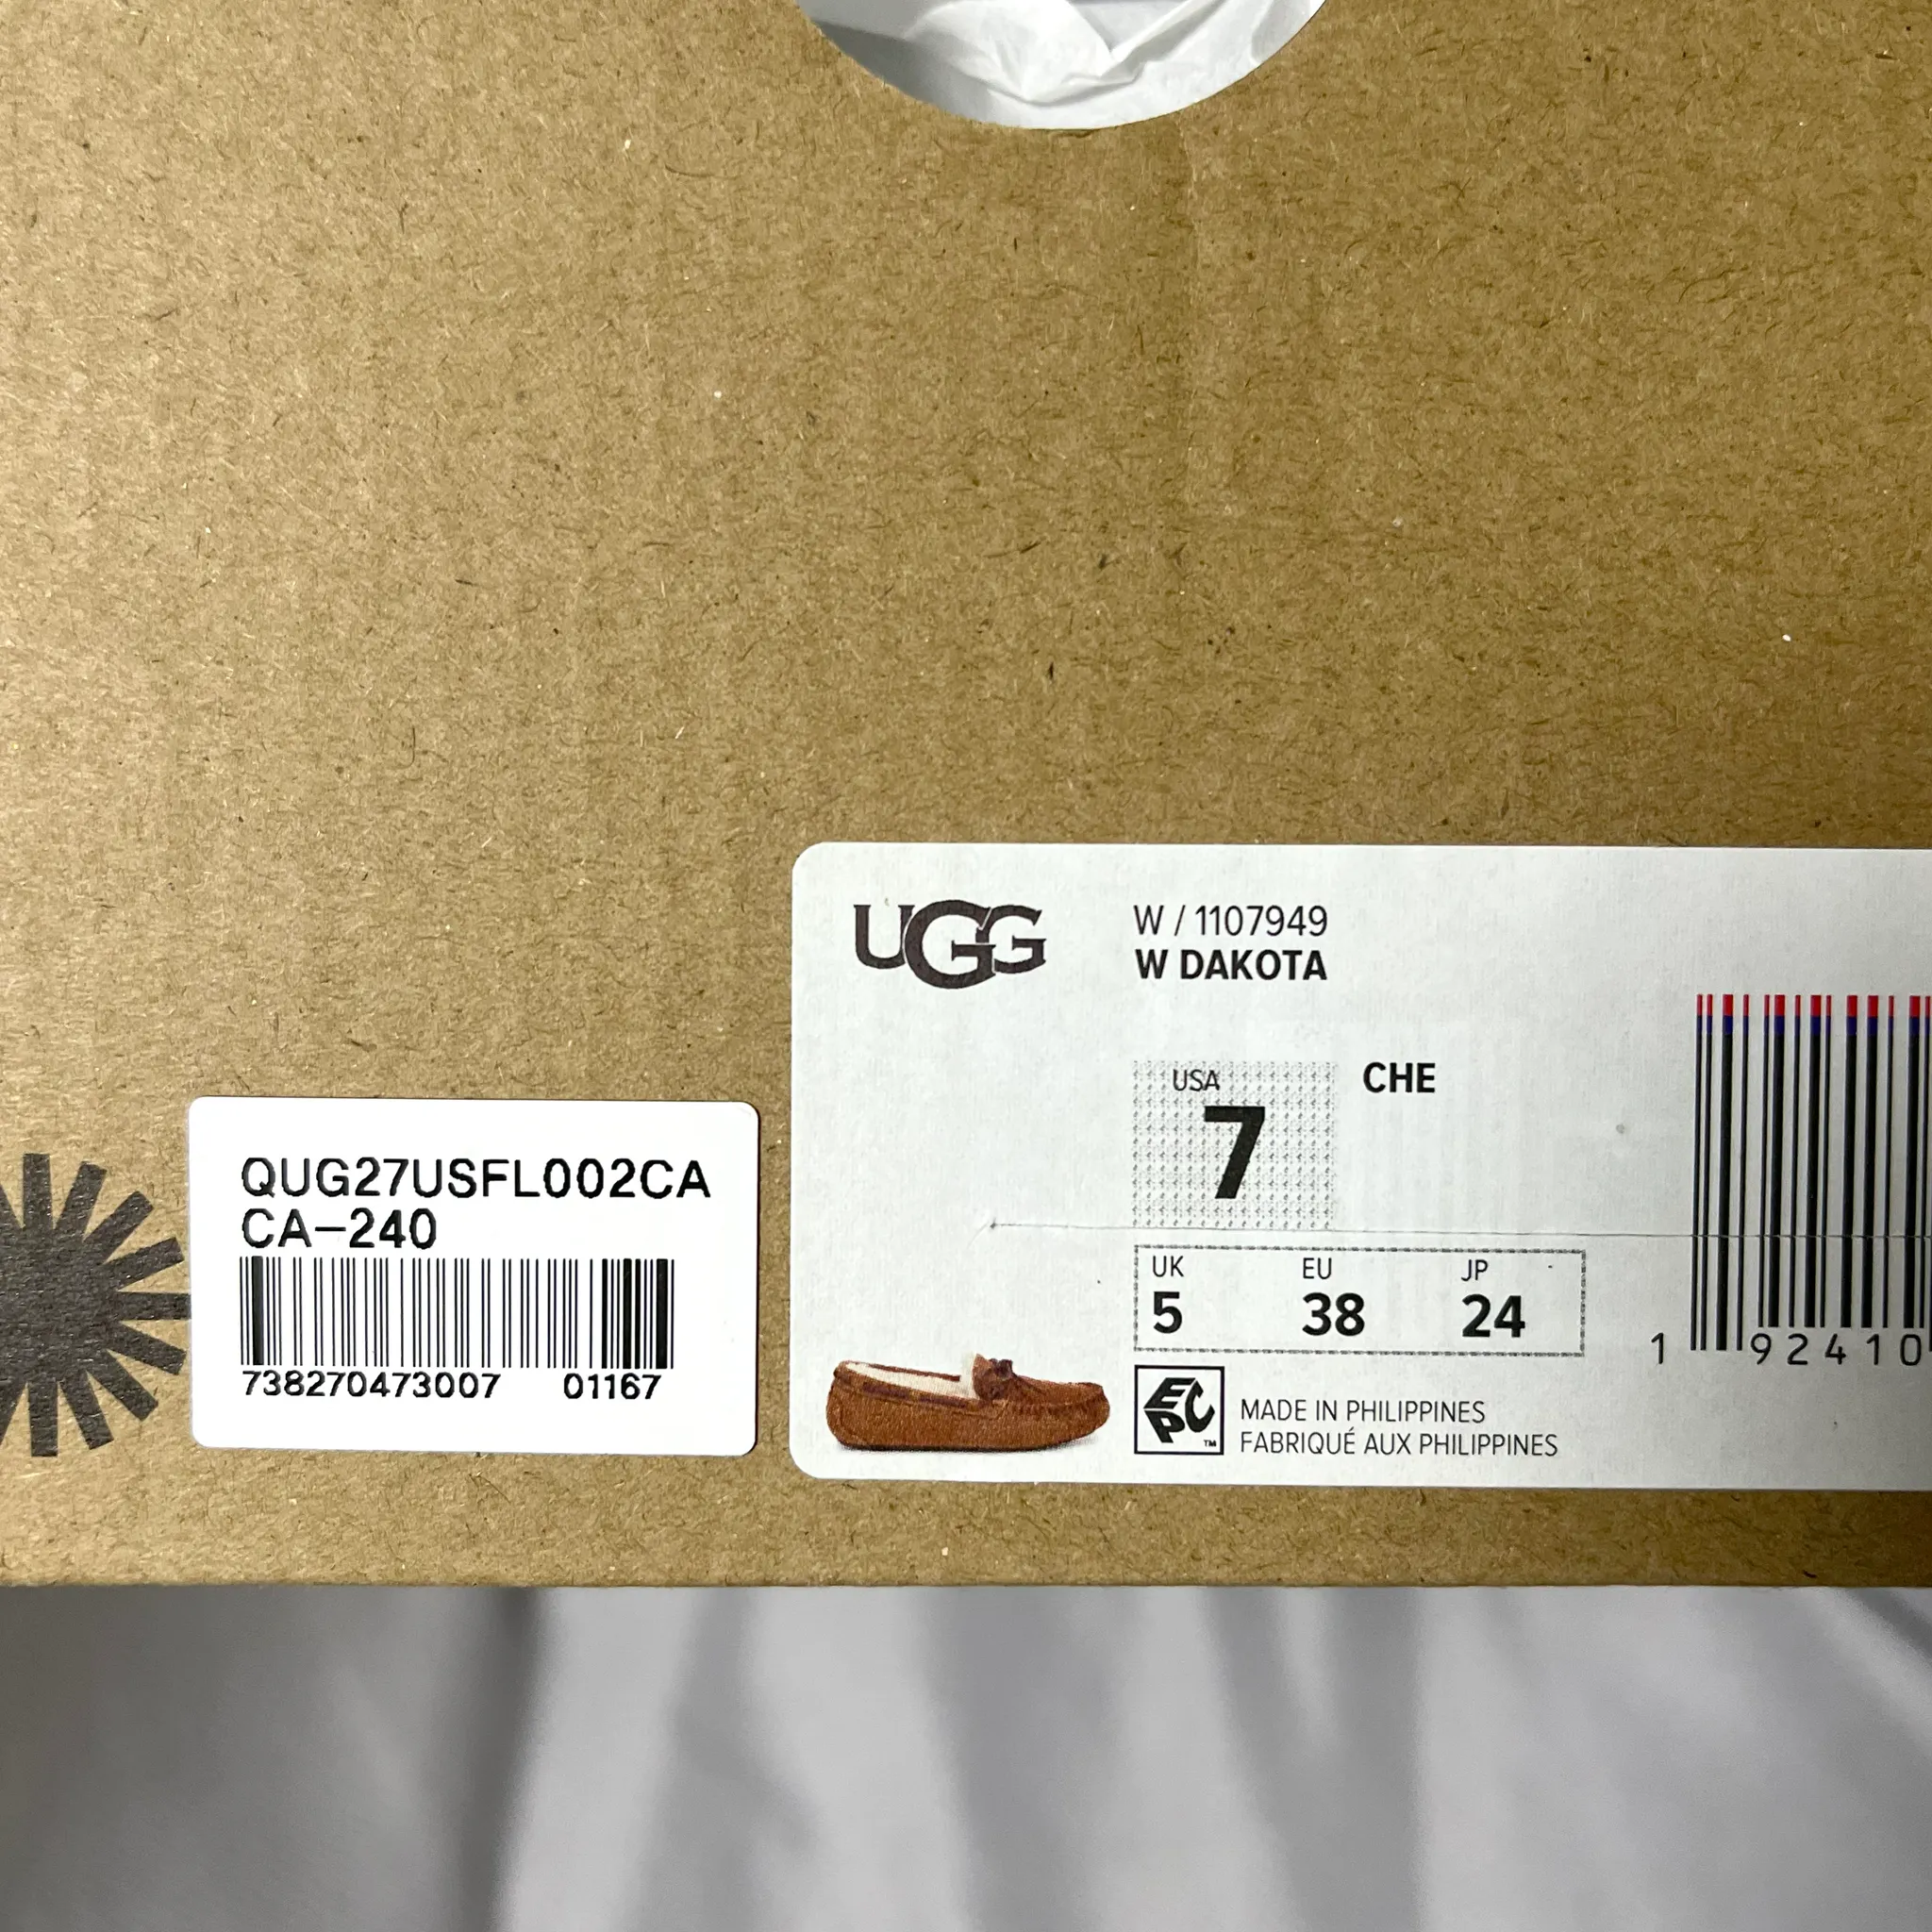 QUG27USFL002CA
CA-240
738270473007 01167
UGG
W / 1107949
W DAKOTA
USA
7
CHE
UK EU JP
5 38 24
1 92410
EPC™
MADE IN PHILIPPINES
FABRIQUÉ AUX PHILIPPINES